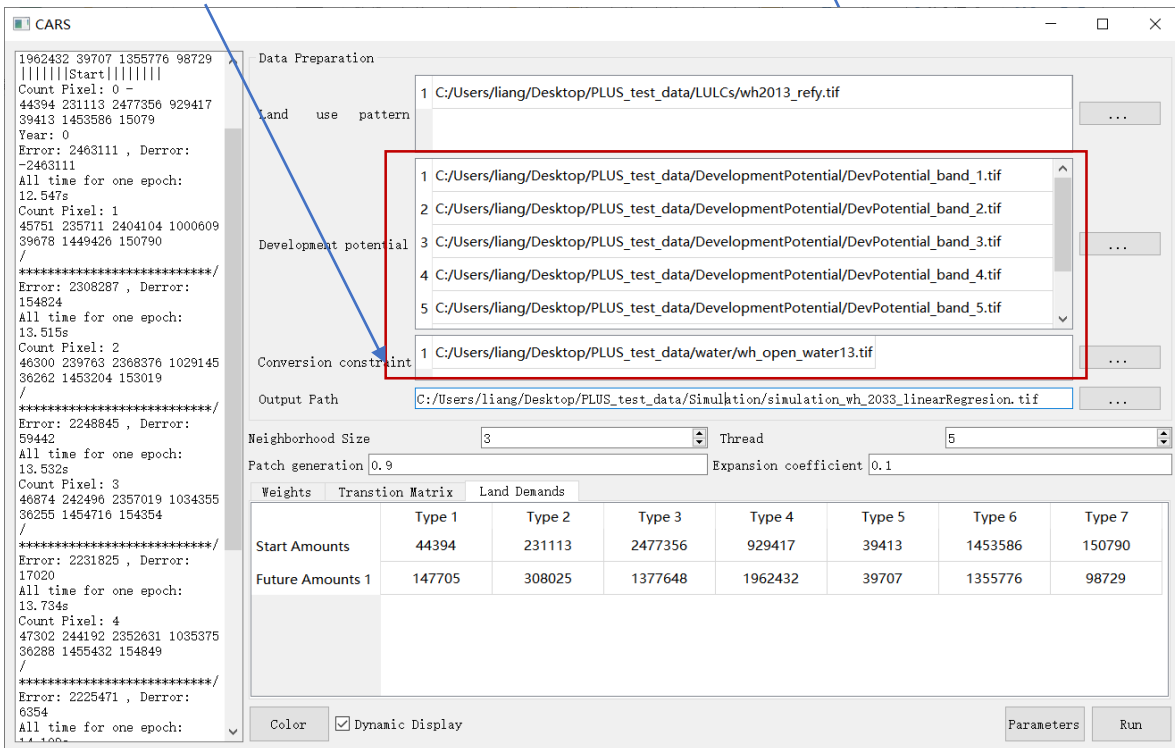 CARS
1962432 39707 1355776 98729
|||||||Start||||||||
Count Pixel: 0 -
44394 231113 2477356 929417
39413 1453586 15079
Year: 0
Error: 2463111 , Derror:
-2463111
All time for one epoch:
12.547s
Count Pixel: 1
45751 235711 2404104 1000609
39678 1449426 150790
/
***************************/
Error: 2308287 , Derror:
154824
All time for one epoch:
13.515s
Count Pixel: 2
46300 239763 2368376 1029145
36262 1453204 153019
/
***************************/
Error: 2248845 , Derror:
59442
All time for one epoch:
13.532s
Count Pixel: 3
46874 242496 2357019 1034355
36255 1454716 154354
/
***************************/
Error: 2231825 , Derror:
17020
All time for one epoch:
13.734s
Count Pixel: 4
47302 244192 2352631 1035375
36288 1455432 154849
/
***************************/
Error: 2225471 , Derror:
6354
All time for one epoch:
Data Preparation
Land use pattern
1 C:/Users/liang/Desktop/PLUS_test_data/LULCs/wh2013_refy.tif
...
Development potential
1 C:/Users/liang/Desktop/PLUS_test_data/DevelopmentPotential/DevPotential_band_1.tif
2 C:/Users/liang/Desktop/PLUS_test_data/DevelopmentPotential/DevPotential_band_2.tif
3 C:/Users/liang/Desktop/PLUS_test_data/DevelopmentPotential/DevPotential_band_3.tif
4 C:/Users/liang/Desktop/PLUS_test_data/DevelopmentPotential/DevPotential_band_4.tif
5 C:/Users/liang/Desktop/PLUS_test_data/DevelopmentPotential/DevPotential_band_5.tif
...
Conversion constraint
1 C:/Users/liang/Desktop/PLUS_test_data/water/wh_open_water13.tif
...
Output Path
C:/Users/liang/Desktop/PLUS_test_data/Simulation/simulation_wh_2033_linearRegresion.tif
...
Neighborhood Size 3 Thread 5
Patch generation 0.9 Expansion coefficient 0.1
Weights Transtion Matrix Land Demands
Type 1 Type 2 Type 3 Type 4 Type 5 Type 6 Type 7
Start Amounts 44394 231113 2477356 929417 39413 1453586 150790
Future Amounts 1 147705 308025 1377648 1962432 39707 1355776 98729
Color Dynamic Display Parameters Run